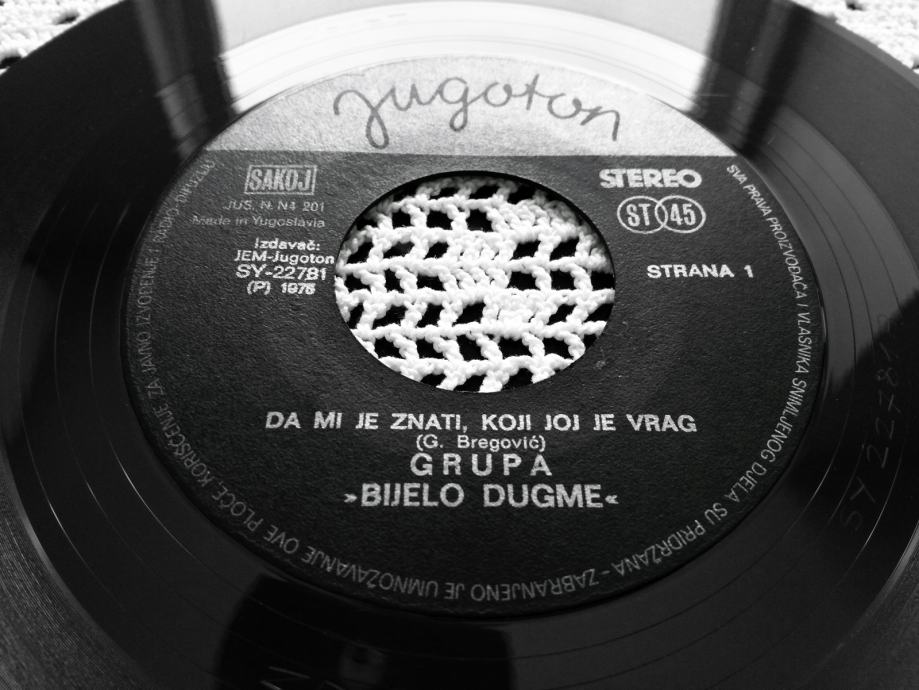 jugoton
SAKOJ
JUS. N. N4 201
Made in Yugoslavia
Izdavač:
JEM-Jugoton
SY-22781
(P) 1975
STEREO
ST 45
STRANA 1
DA MI JE ZNATI, KOJI JOJ JE VRAG
(G. Bregović)
GRUPA
»BIJELO DUGME«
SVA PRAVA PROIZVOĐAČA I VLASNIKA SNIMLJENOG DJELA SU PRIDRŽANA - ZABRANJENO JE UMNOŽAVANJE OVE PLOČE, KORIŠĆENJE ZA JAVNO IZVOĐENJE I RADIO-DIFUZIJU